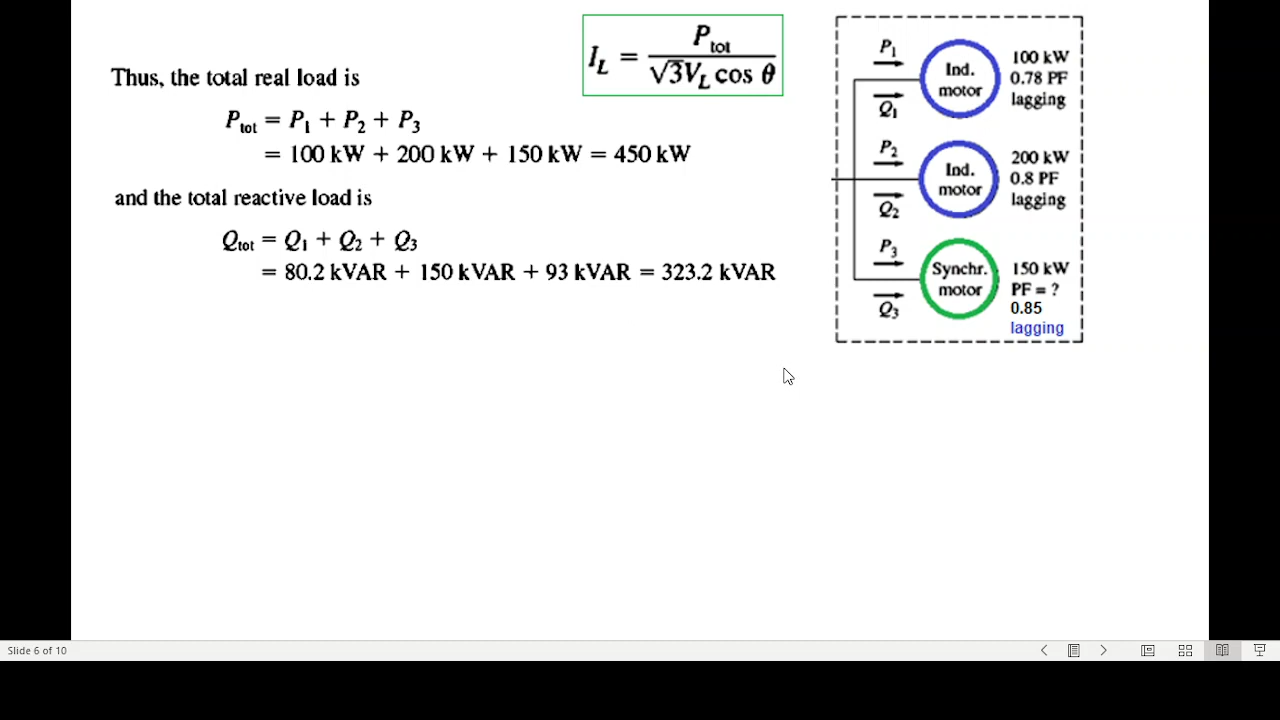 I_L = P_tot / √3V_L cos θ
Thus, the total real load is
P_tot = P_1 + P_2 + P_3
= 100 kW + 200 kW + 150 kW = 450 kW
and the total reactive load is
Q_tot = Q_1 + Q_2 + Q_3
= 80.2 kVAR + 150 kVAR + 93 kVAR = 323.2 kVAR
P_1
Q_1
Ind.
motor
100 kW
0.78 PF
lagging
P_2
Q_2
Ind.
motor
200 kW
0.8 PF
lagging
P_3
Q_3
Synchr.
motor
150 kW
PF = ?
0.85
lagging
Slide 6 of 10